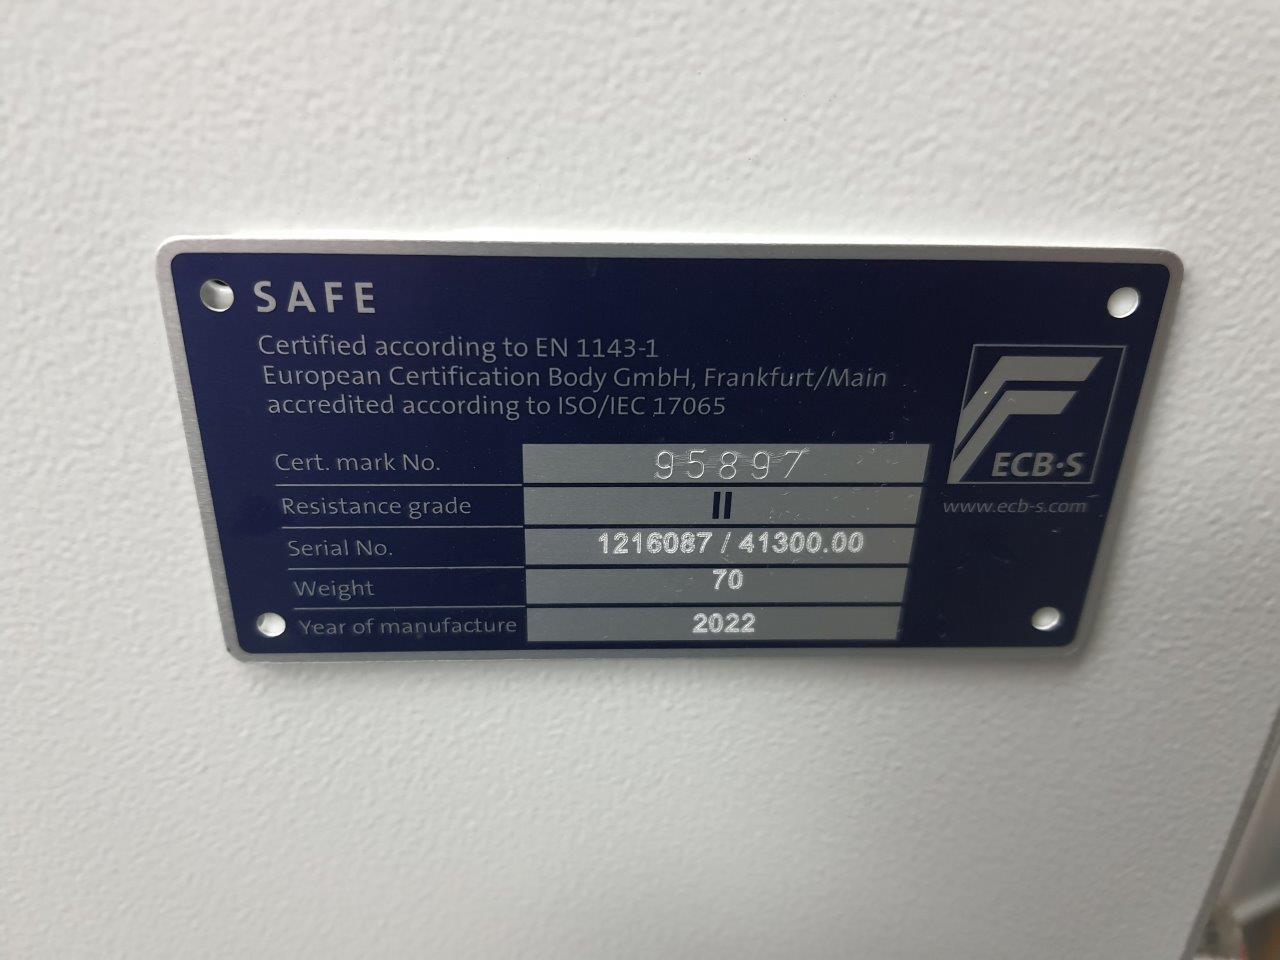 SAFE
Certified according to EN 1143-1
European Certification Body GmbH, Frankfurt/Main
accredited according to ISO/IEC 17065
Cert. mark No. 95897
Resistance grade II
Serial No. 1216087 / 41300.00
Weight 70
Year of manufacture 2022
ECB·S
www.ecb-s.com